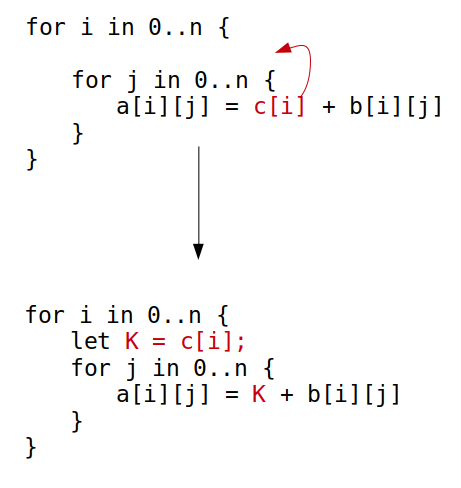 for i in 0..n {
for j in 0..n {
a[i][j] = c[i] + b[i][j]
}
}
for i in 0..n {
let K = c[i];
for j in 0..n {
a[i][j] = K + b[i][j]
}
}